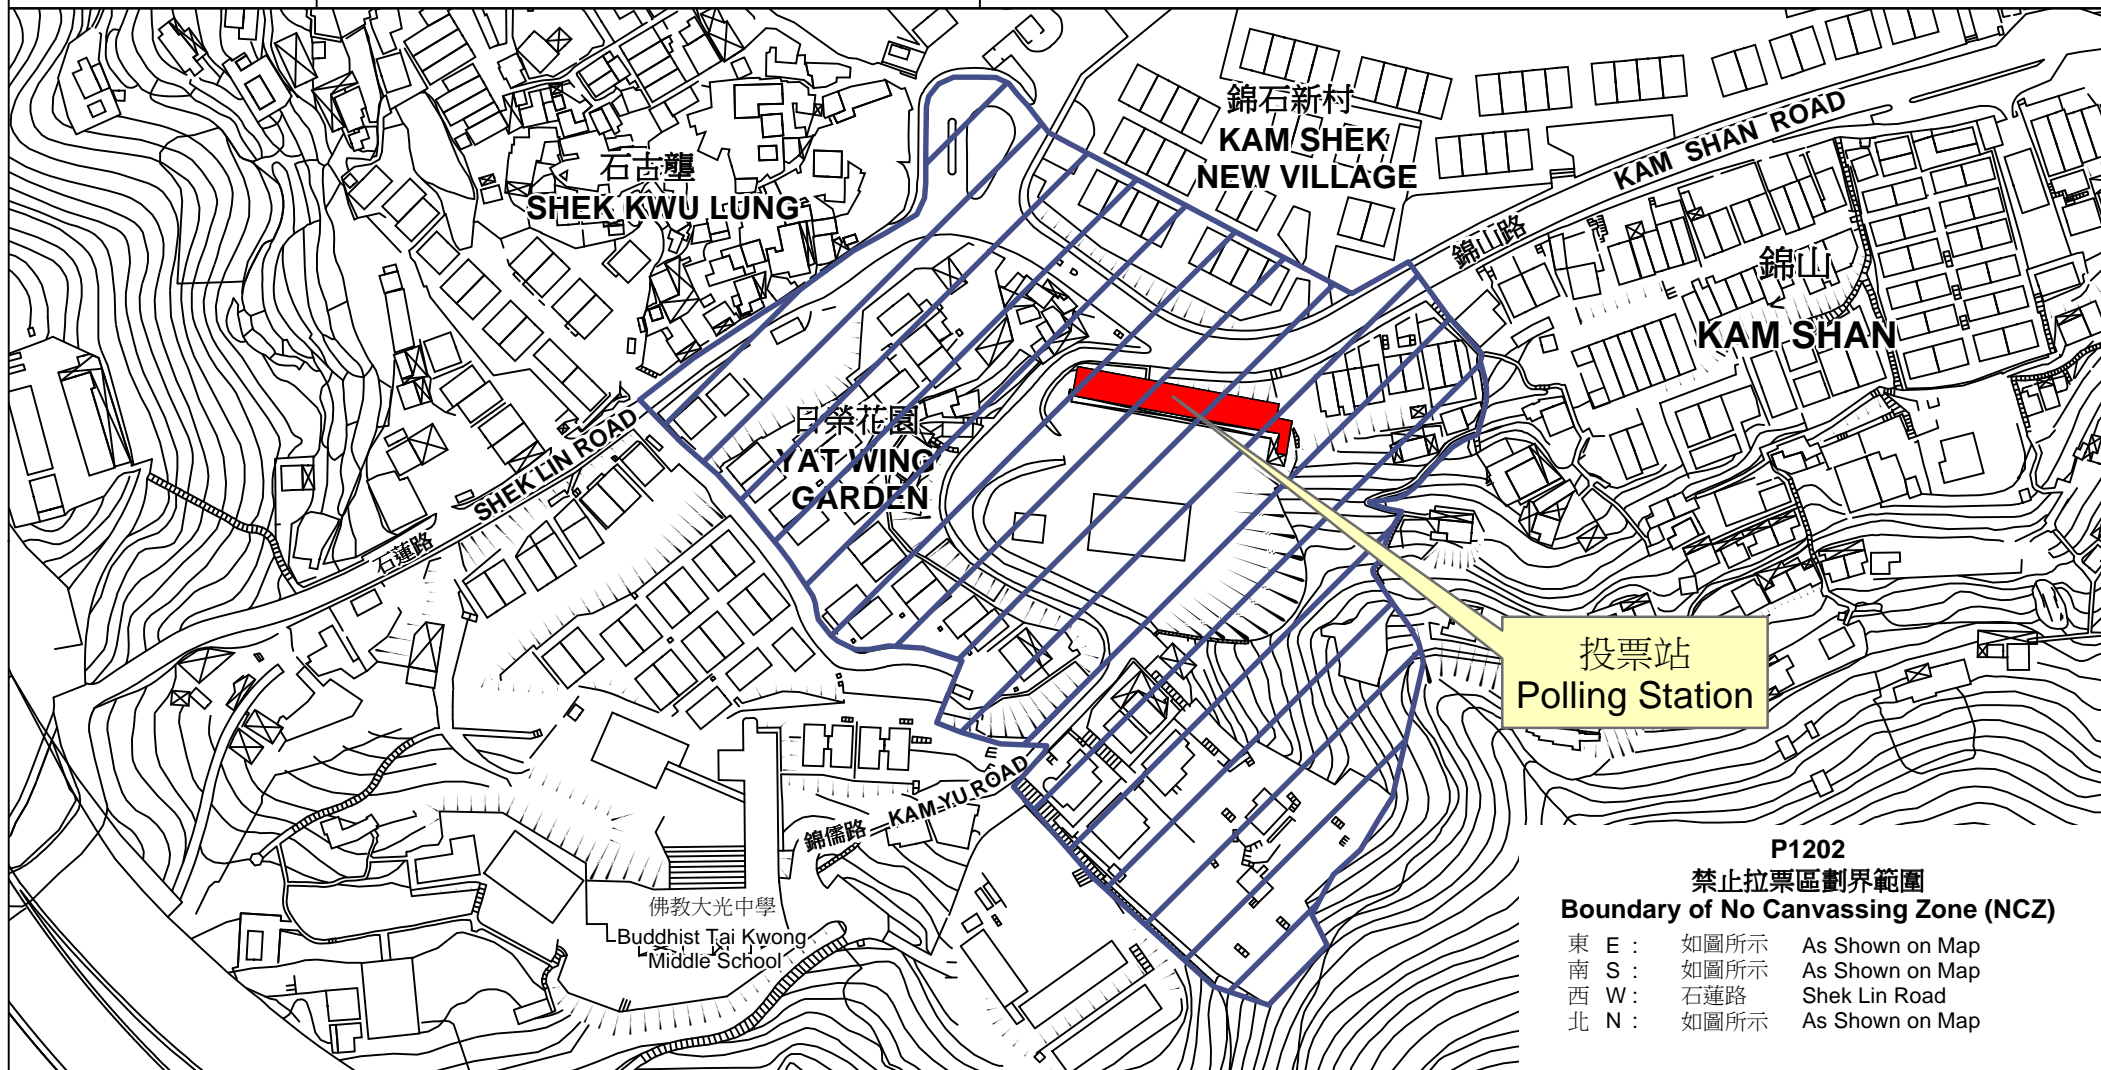 錦石新村
KAM SHEK
NEW VILLAGE
KAM SHAN ROAD
錦山路
石古壟
SHEK KWU LUNG
錦山
KAM SHAN
日榮花園
YAT WING
GARDEN
SHEK LIN ROAD
石蓮路
投票站
Polling Station
錦儒路 KAM YU ROAD
佛教大光中學
Buddhist Tai Kwong
Middle School
P1202
禁止拉票區劃界範圍
Boundary of No Canvassing Zone (NCZ)
東 E : 如圖所示 As Shown on Map
南 S : 如圖所示 As Shown on Map
西 W : 石蓮路 Shek Lin Road
北 N : 如圖所示 As Shown on Map